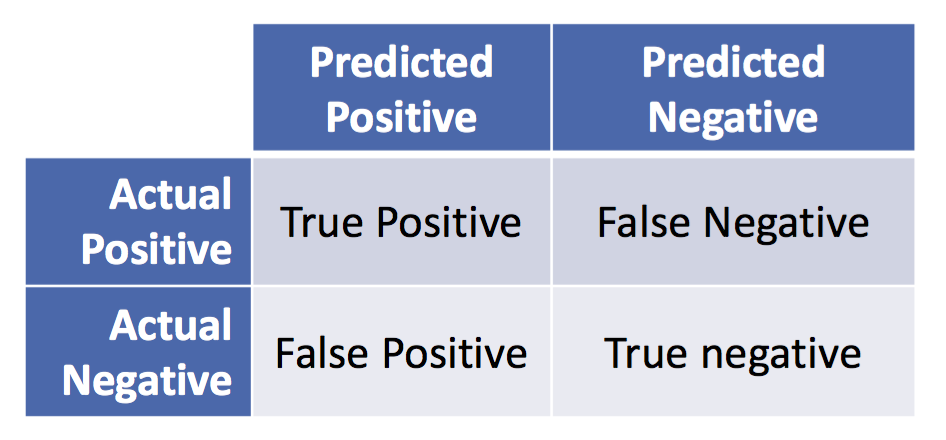 Predicted
Positive
Predicted
Negative
Actual
Positive
True Positive
False Negative
Actual
Negative
False Positive
True negative